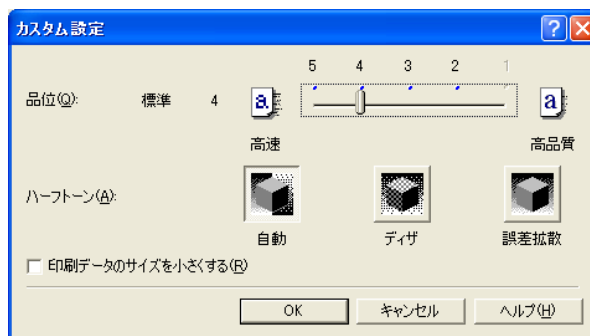 カスタム設定
5 4 3 2 1
品位(Q): 標準 4
高速 高品質
ハーフトーン(A):
自動 ディザ 誤差拡散
印刷データのサイズを小さくする(R)
OK キャンセル ヘルプ(H)